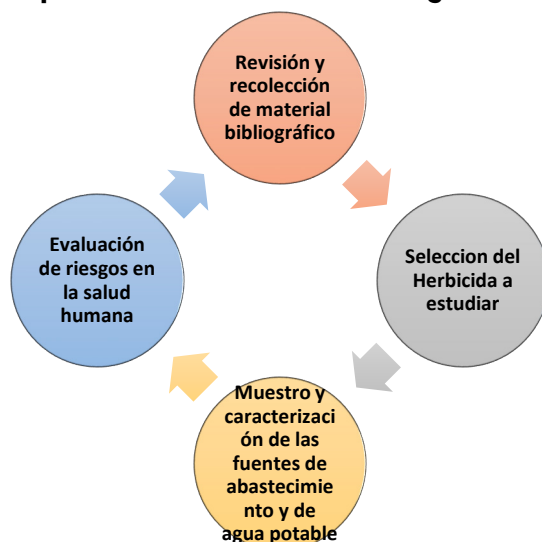 Revisión y
recolección
de material
bibliográfico
Seleccion del
Herbicida a
estudiar
Muestro y
caracterizaci
ón de las
fuentes de
abastecimie
nto y de
agua potable
Evaluación
de riesgos en
la salud
humana